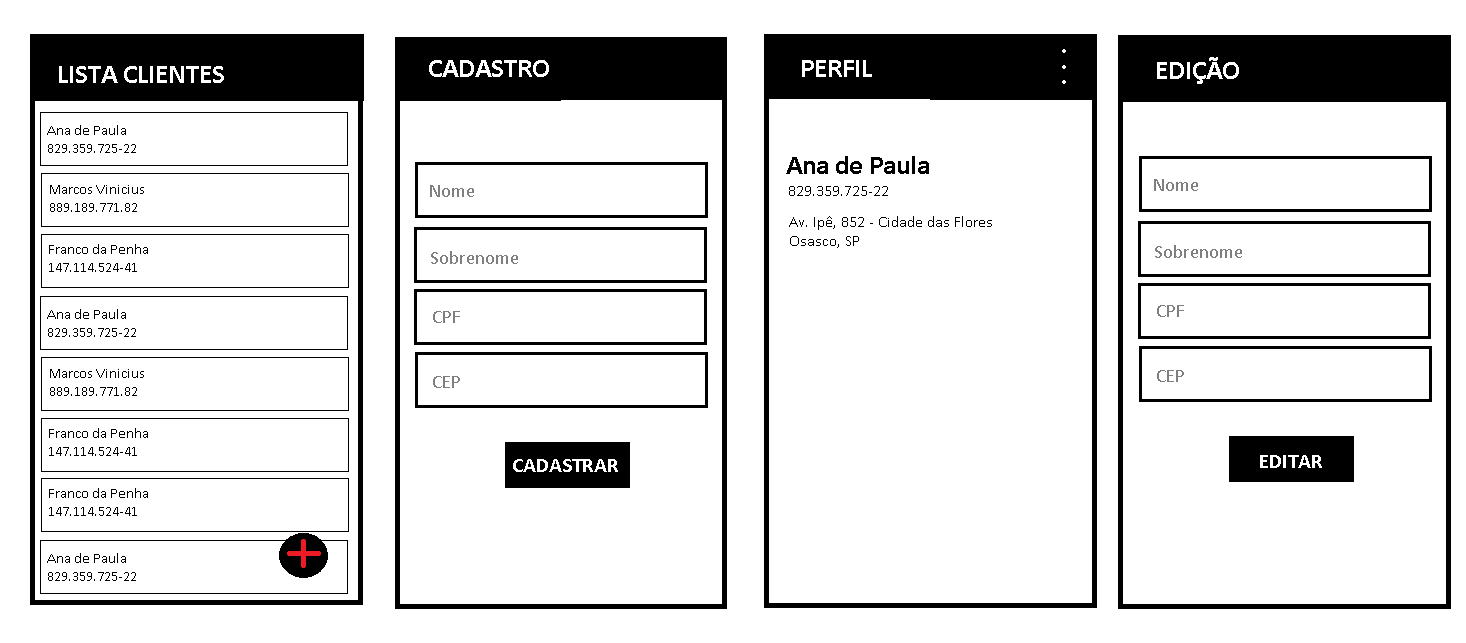 LISTA CLIENTES
Ana de Paula
829.359.725-22
Marcos Vinicius
889.189.771.82
Franco da Penha
147.114.524-41
Ana de Paula
829.359.725-22
Marcos Vinicius
889.189.771.82
Franco da Penha
147.114.524-41
Franco da Penha
147.114.524-41
Ana de Paula
829.359.725-22
CADASTRO
Nome
Sobrenome
CPF
CEP
CADASTRAR
PERFIL
Ana de Paula
829.359.725-22
Av. Ipê, 852 - Cidade das Flores
Osasco, SP
EDIÇÃO
Nome
Sobrenome
CPF
CEP
EDITAR